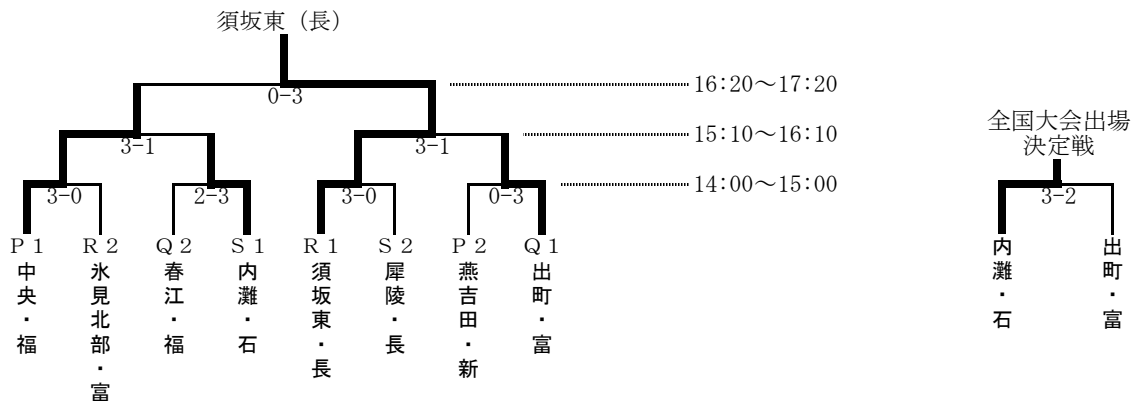 須坂東（長）
0-3
16:20～17:20
3-1
3-1
15:10～16:10
3-0
2-3
3-0
0-3
14:00～15:00
Ｐ１
Ｒ２
Ｑ２
Ｓ１
Ｒ１
Ｓ２
Ｐ２
Ｑ１
中央・福
氷見北部・富
春江・福
内灘・石
須坂東・長
犀陵・長
燕吉田・新
出町・富
全国大会出場
決定戦
3-2
内灘・石
出町・富